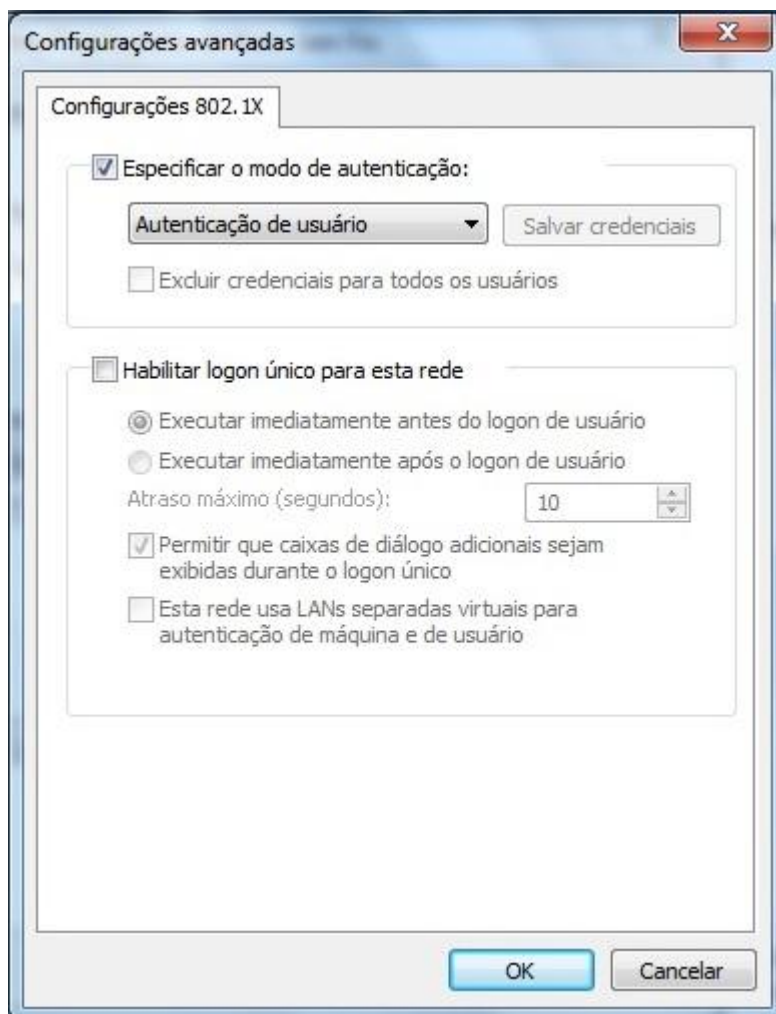 Configurações avançadas
Configurações 802.1X
Especificar o modo de autenticação:
Autenticação de usuário
Salvar credenciais
Excluir credenciais para todos os usuários
Habilitar logon único para esta rede
Executar imediatamente antes do logon de usuário
Executar imediatamente após o logon de usuário
Atraso máximo (segundos):
10
Permitir que caixas de diálogo adicionais sejam
exibidas durante o logon único
Esta rede usa LANs separadas virtuais para
autenticação de máquina e de usuário
OK
Cancelar